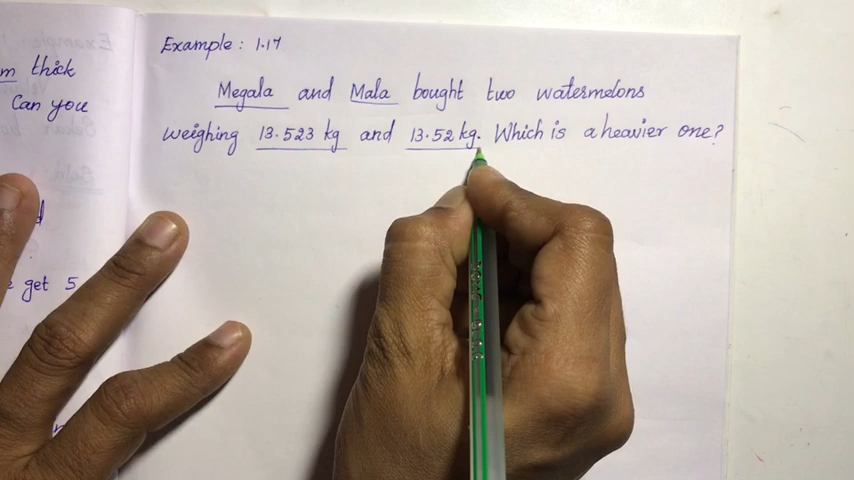 Example : 1.17
m thick
Megala and Mala bought two watermelons
Can you
weighing 13.523 kg and 13.52 kg. Which is a heavier one?
get 5